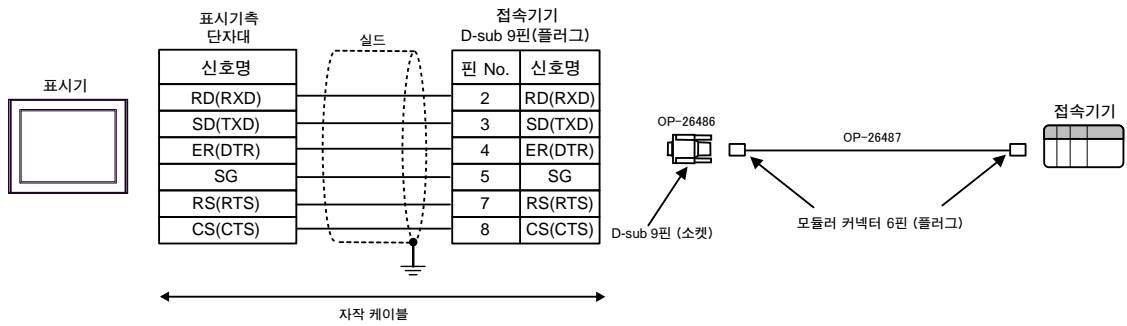 표시기
표시기측
단자대
실드
접속기기
D-sub 9핀(플러그)
신호명
핀 No. 신호명
RD(RXD) 2 RD(RXD)
SD(TXD) 3 SD(TXD)
ER(DTR) 4 ER(DTR)
SG 5 SG
RS(RTS) 7 RS(RTS)
CS(CTS) 8 CS(CTS)
자작 케이블
OP-26486
D-sub 9핀 (소켓)
OP-26487
모듈러 커넥터 6핀 (플러그)
접속기기